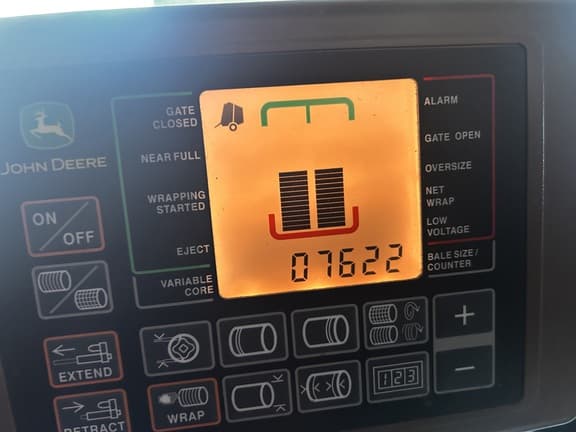 GATE
CLOSED
NEAR FULL
WRAPPING
STARTED
EJECT
VARIABLE
CORE
JOHN DEERE
ON
OFF
07622
ALARM
GATE OPEN
OVERSIZE
NET
WRAP
LOW
VOLTAGE
BALE SIZE /
COUNTER
EXTEND
RETRACT
WRAP
123
+
−